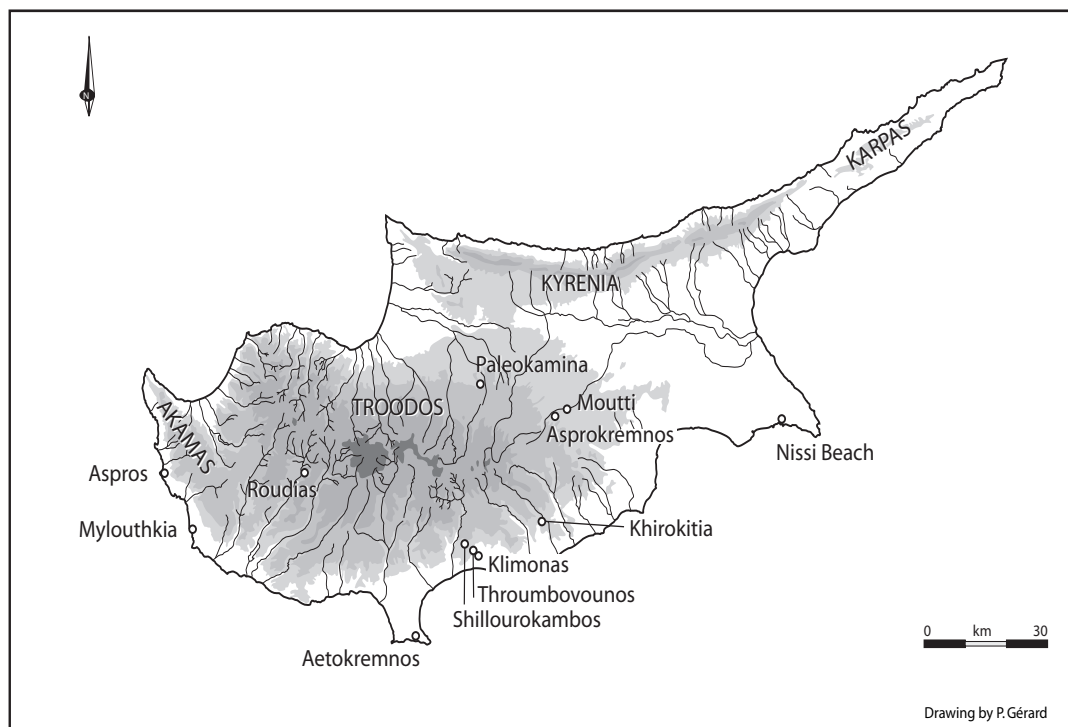 N
KARPAS
KYRENIA
Paleokamina
TROODOS
Moutti
Asprokremnos
AKAMAS
Nissi Beach
Aspros
Roudias
Mylouthkia
Khirokitia
Klimonas
Throumbovounos
Shillourokambos
Aetokremnos
0 km 30
Drawing by P. Gérard